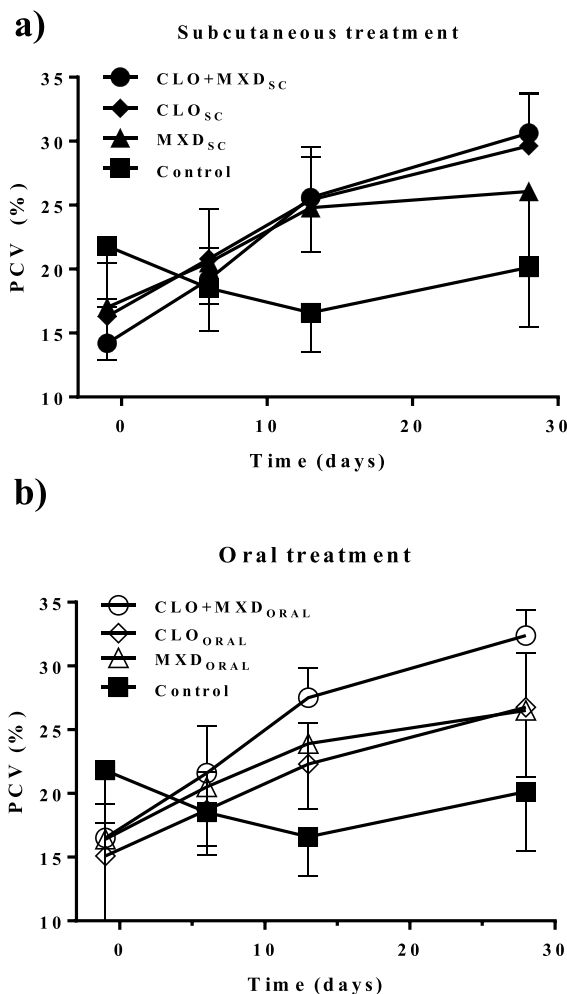 a)
Subcutaneous treatment
CLO+MXDSC
CLOSC
MXDSC
Control
35
30
25
20
15
10
PCV (%)
0 10 20 30
Time (days)
b)
Oral treatment
CLO+MXDORAL
CLOORAL
MXDORAL
Control
35
30
25
20
15
10
PCV (%)
0 10 20 30
Time (days)